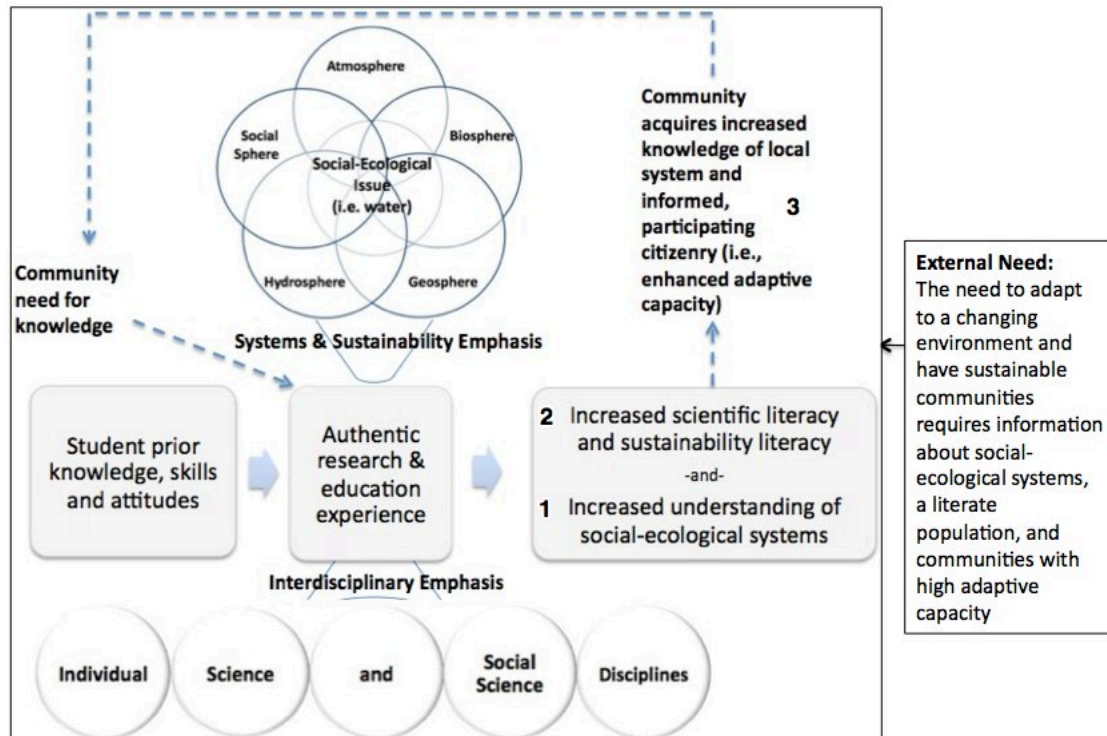 Atmosphere
Social
Sphere
Biosphere
Social-Ecological
Issue
(i.e. water)
Hydrosphere
Geosphere
Community
acquires increased
knowledge of local
system and
informed,
participating
citizenry (i.e.,
enhanced adaptive
capacity)
3
Community
need for
knowledge
Systems & Sustainability Emphasis
Student prior
knowledge, skills
and attitudes
Authentic
research &
education
experience
2 Increased scientific literacy
and sustainability literacy
-and-
1 Increased understanding of
social-ecological systems
Interdisciplinary Emphasis
Individual
Science
and
Social
Science
Disciplines
External Need:
The need to adapt
to a changing
environment and
have sustainable
communities
requires information
about social-
ecological systems,
a literate
population, and
communities with
high adaptive
capacity